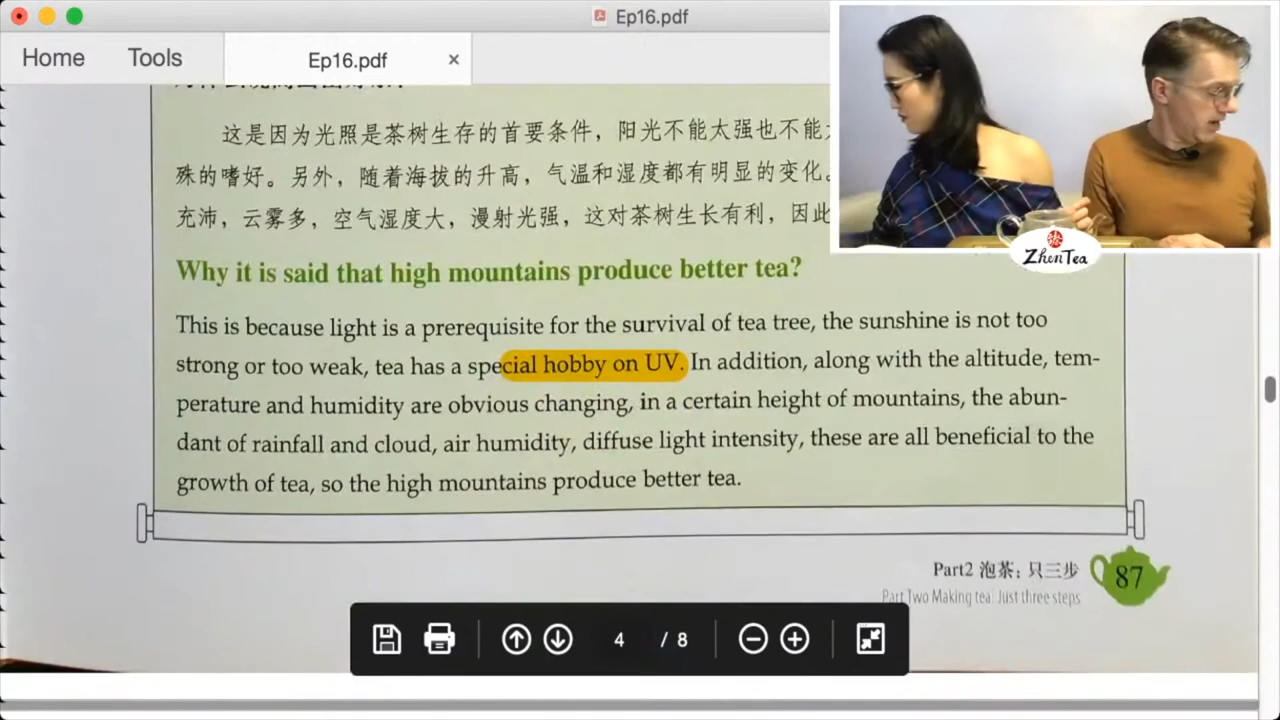 Ep16.pdf
Home
Tools
Ep16.pdf
×
这是因为光照是茶树生存的首要条件，阳光不能太强也不能
殊的嗜好。另外，随着海拔的升高，气温和湿度都有明显的变化。
充沛，云雾多，空气湿度大，漫射光强，这对茶树生长有利，因此
Zhen Tea
Why it is said that high mountains produce better tea?
This is because light is a prerequisite for the survival of tea tree, the sunshine is not too
strong or too weak, tea has a special hobby on UV. In addition, along with the altitude, tem-
perature and humidity are obvious changing, in a certain height of mountains, the abun-
dant of rainfall and cloud, air humidity, diffuse light intensity, these are all beneficial to the
growth of tea, so the high mountains produce better tea.
Part2 泡茶：只三步
87
Part Two Making tea: Just three steps
4 / 8